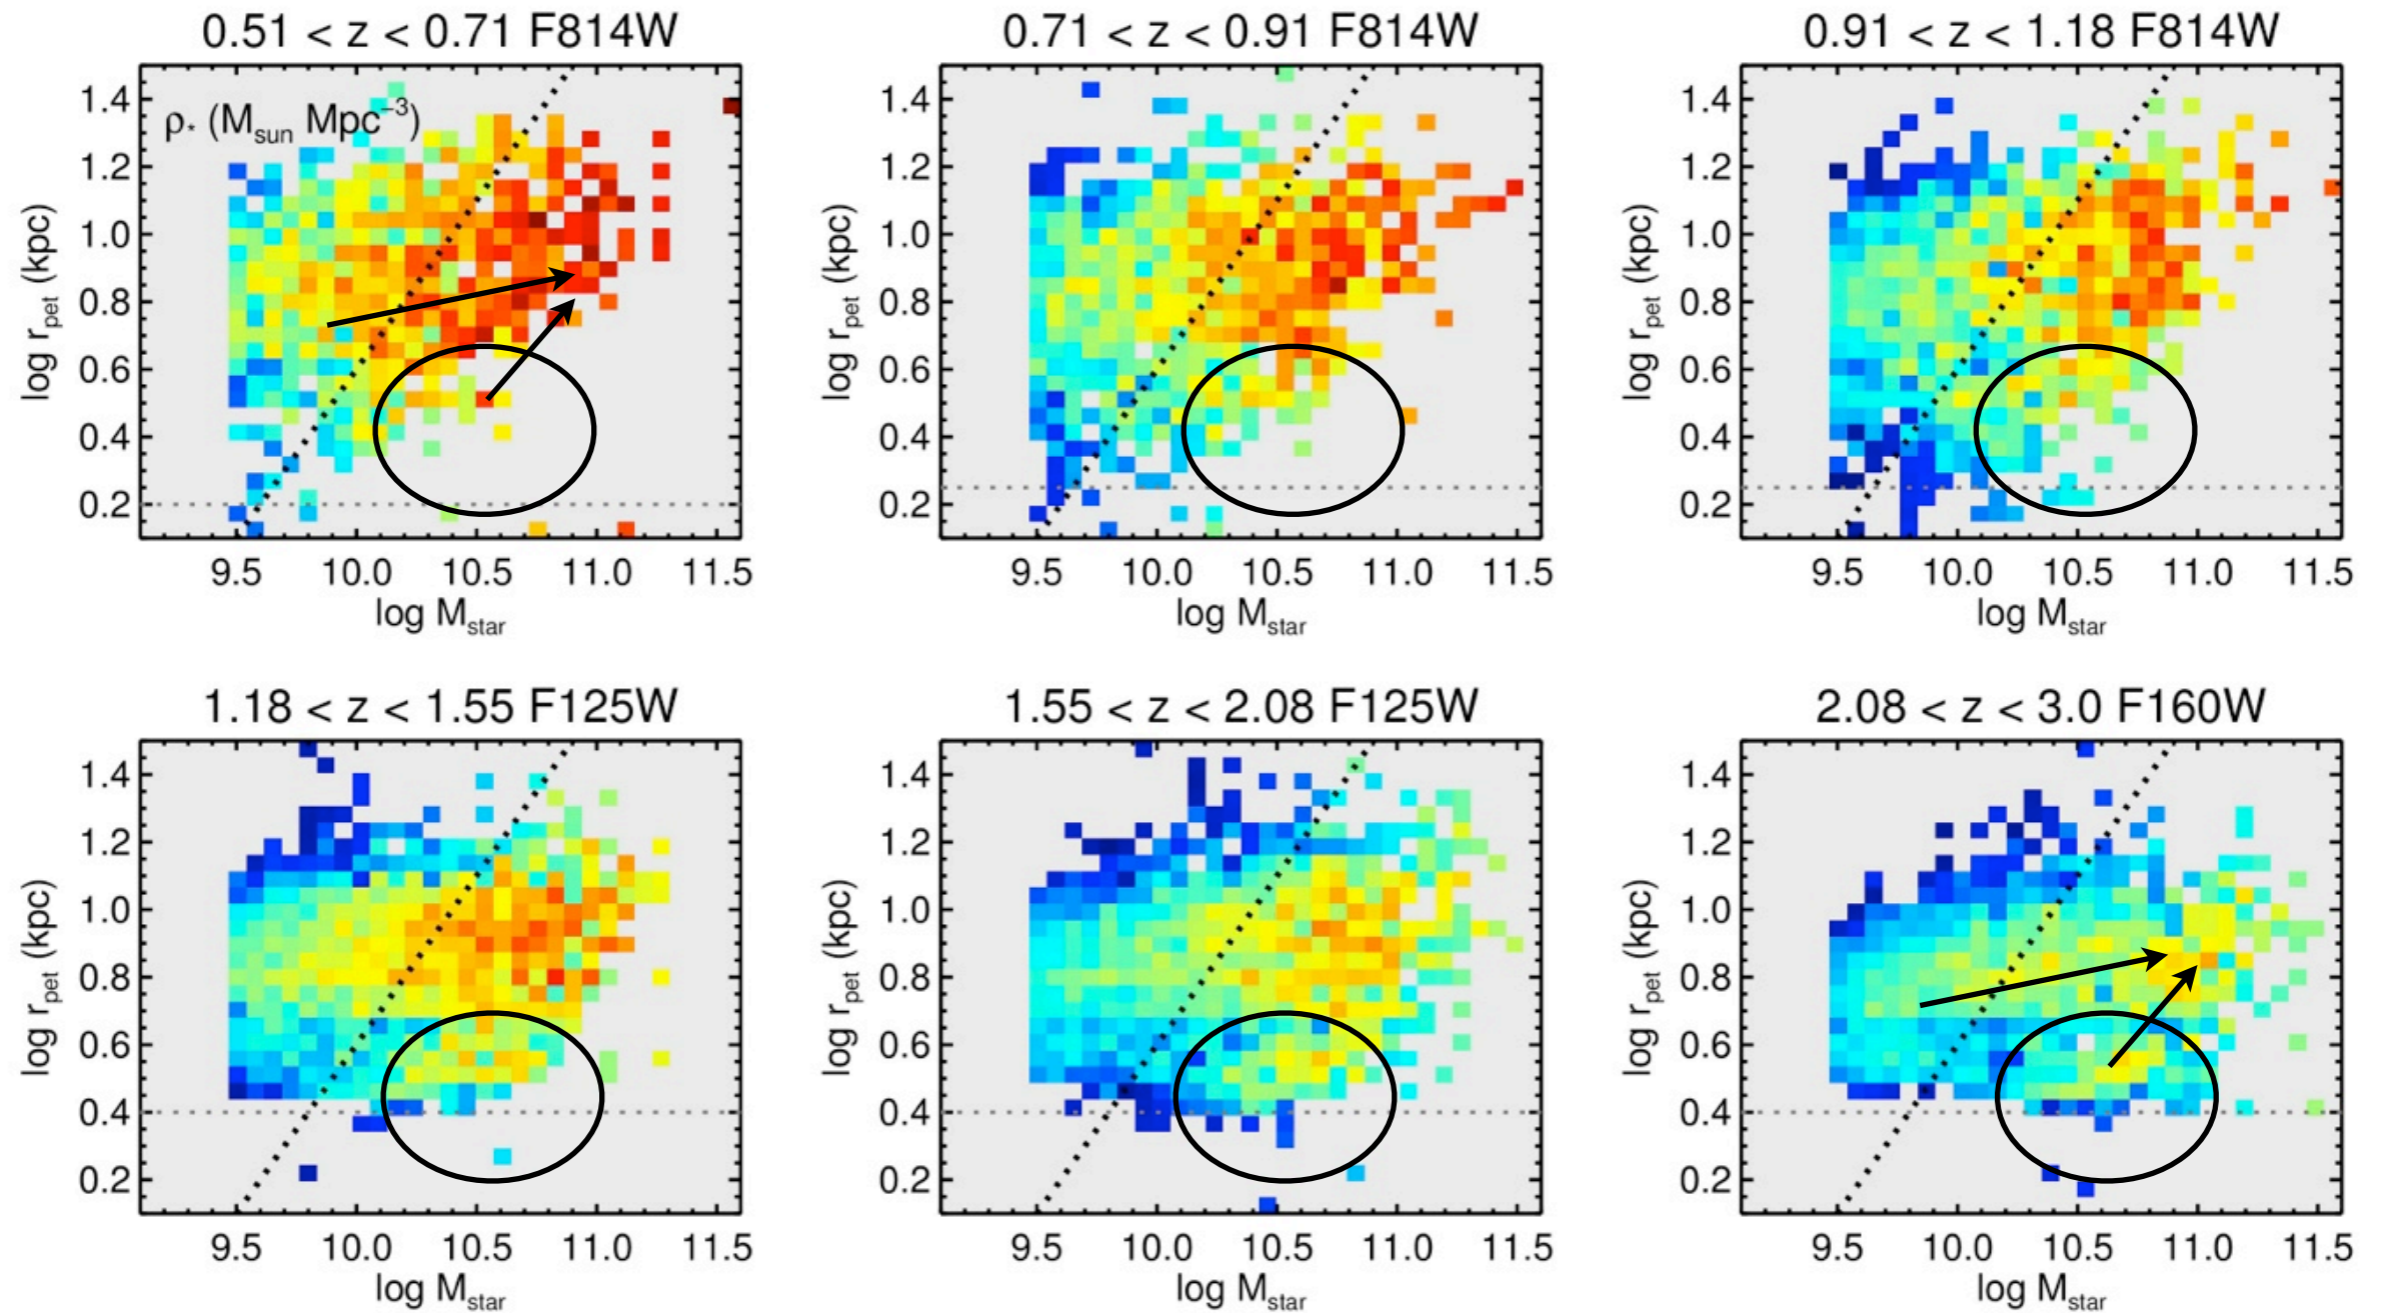 0.51 < z < 0.71 F814W
ρ* (Msun Mpc−3)
log rpet (kpc)
1.4
1.2
1.0
0.8
0.6
0.4
0.2
9.5 10.0 10.5 11.0 11.5
log Mstar
0.71 < z < 0.91 F814W
log rpet (kpc)
1.4
1.2
1.0
0.8
0.6
0.4
0.2
9.5 10.0 10.5 11.0 11.5
log Mstar
0.91 < z < 1.18 F814W
log rpet (kpc)
1.4
1.2
1.0
0.8
0.6
0.4
0.2
9.5 10.0 10.5 11.0 11.5
log Mstar
1.18 < z < 1.55 F125W
log rpet (kpc)
1.4
1.2
1.0
0.8
0.6
0.4
0.2
9.5 10.0 10.5 11.0 11.5
log Mstar
1.55 < z < 2.08 F125W
log rpet (kpc)
1.4
1.2
1.0
0.8
0.6
0.4
0.2
9.5 10.0 10.5 11.0 11.5
log Mstar
2.08 < z < 3.0 F160W
log rpet (kpc)
1.4
1.2
1.0
0.8
0.6
0.4
0.2
9.5 10.0 10.5 11.0 11.5
log Mstar